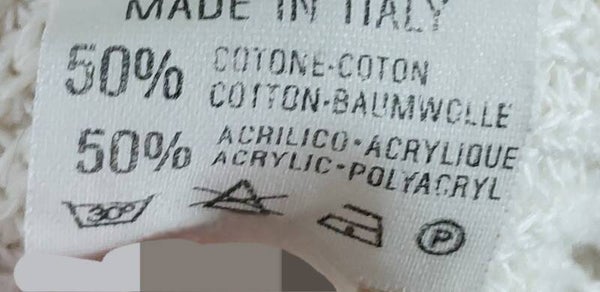 MADE IN ITALY
50% COTONE-COTON
COTTON-BAUMWOLLE
50% ACRILICO-ACRYLIQUE
ACRYLIC-POLYACRYL
30° P